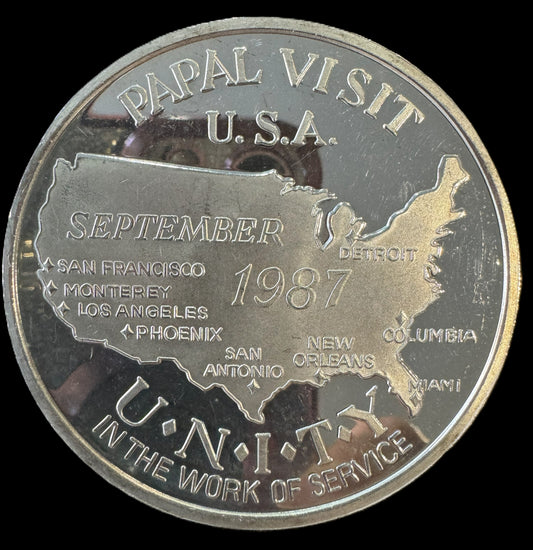 PAPAL VISIT
U.S.A.
SEPTEMBER
1987
DETROIT
SAN FRANCISCO
MONTEREY
LOS ANGELES
PHOENIX
SAN
ANTONIO
NEW
ORLEANS
COLUMBIA
MIAMI
U·N·I·T·Y
IN THE WORK OF SERVICE